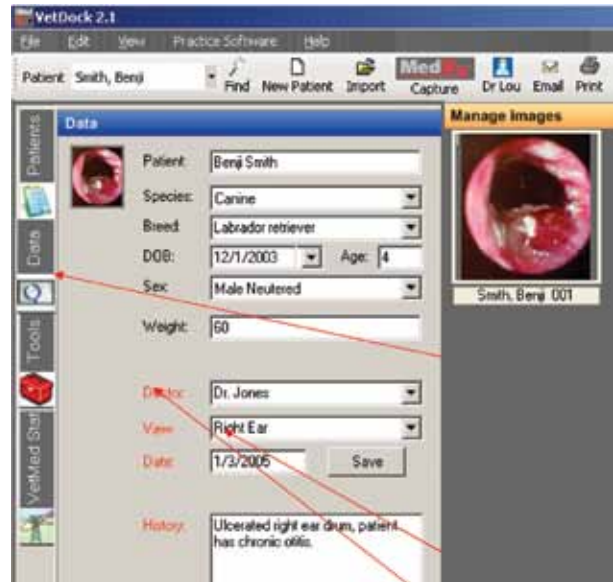 VetDock 2.1
File Edit View Practice Software Help
Patient Smith, Benji Find New Patient Import Med Capture Dr Lou Email Print
Patients
Data
Tools
VetMed Stat
Data
Patient: Benji Smith
Species: Canine
Breed: Labrador retriever
DOB: 12/1/2003 Age: 4
Sex: Male Neutered
Weight: 60
Doctor: Dr. Jones
View: Right Ear
Date: 1/3/2005 Save
History: Ulcerated right ear drum, patient
has chronic otitis.
Manage Images
Smith, Benji 001